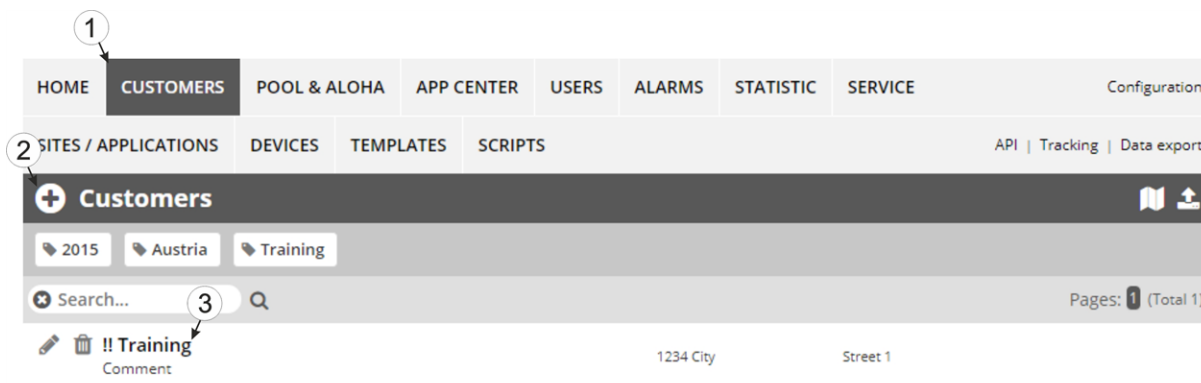 1
HOME CUSTOMERS POOL & ALOHA APP CENTER USERS ALARMS STATISTIC SERVICE Configuration
2 SITES / APPLICATIONS DEVICES TEMPLATES SCRIPTS API | Tracking | Data export
Customers
2015 Austria Training
Search... 3 Pages: 1 (Total 1)
!! Training 1234 City Street 1
Comment